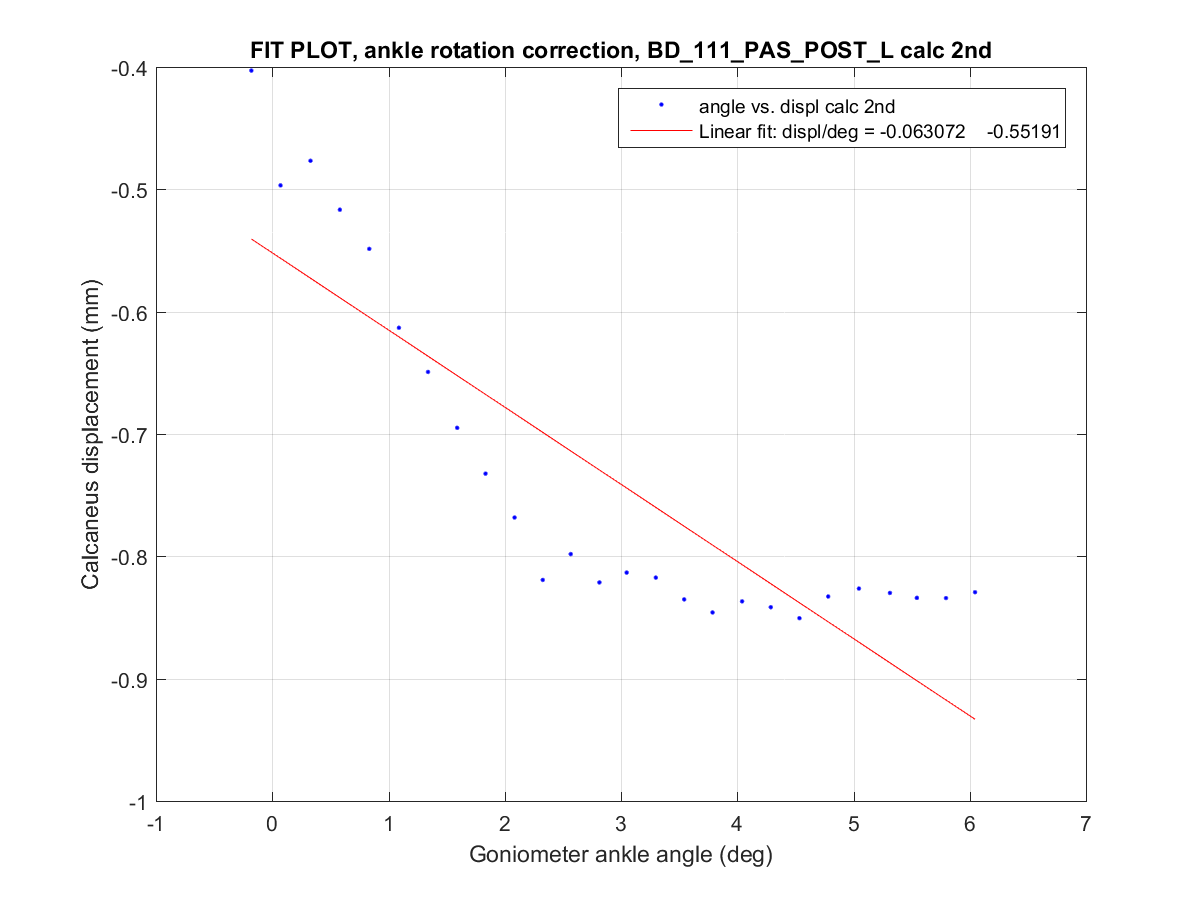 FIT PLOT, ankle rotation correction, BD_111_PAS_POST_L calc 2nd
angle vs. displ calc 2nd
Linear fit: displ/deg = -0.063072    -0.55191
-0.4
-0.5
-0.6
-0.7
-0.8
-0.9
-1
Calcaneus displacement (mm)
-1 0 1 2 3 4 5 6 7
Goniometer ankle angle (deg)